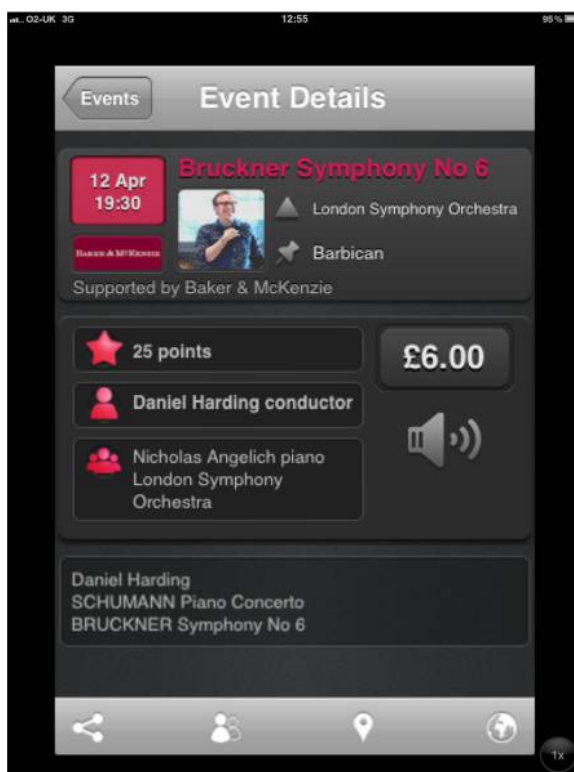 O2-UK 3G 12:55 95%
Events
Event Details
12 Apr
19:30
Bruckner Symphony No 6
London Symphony Orchestra
BAKER & MCKENZIE
Barbican
Supported by Baker & McKenzie
25 points
£6.00
Daniel Harding conductor
Nicholas Angelich piano
London Symphony
Orchestra
Daniel Harding
SCHUMANN Piano Concerto
BRUCKNER Symphony No 6
1x